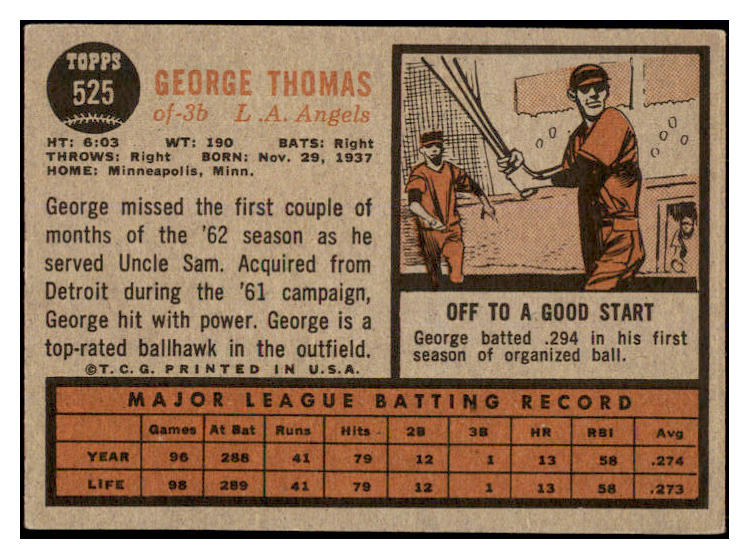 TOPPS
525
GEORGE THOMAS
of-3b L.A. Angels
HT: 6:03 WT: 190 BATS: Right
THROWS: Right BORN: Nov. 29, 1937
HOME: Minneapolis, Minn.
George missed the first couple of
months of the '62 season as he
served Uncle Sam. Acquired from
Detroit during the '61 campaign,
George hit with power. George is a
top-rated ballhawk in the outfield.
©T.C.G. PRINTED IN U.S.A.
OFF TO A GOOD START
George batted .294 in his first
season of organized ball.
MAJOR LEAGUE BATTING RECORD
Games At Bat Runs Hits 2B 3B HR RBI Avg
YEAR 96 288 41 79 12 1 13 58 .274
LIFE 98 289 41 79 12 1 13 58 .273